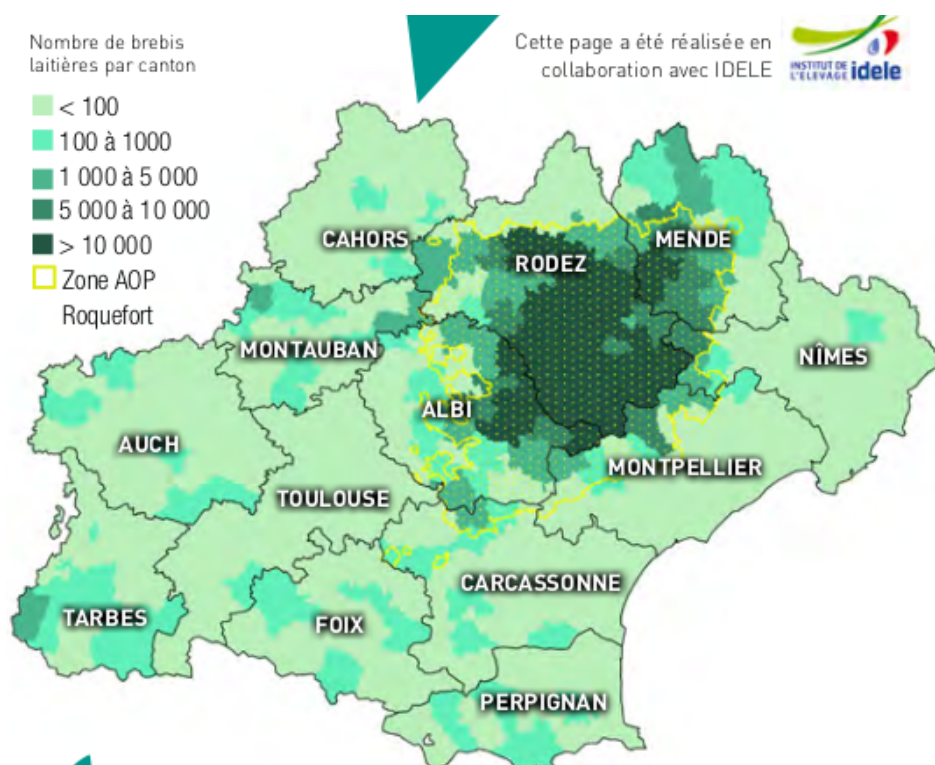 Nombre de brebis
laitières par canton
< 100
100 à 1000
1 000 à 5 000
5 000 à 10 000
> 10 000
Zone AOP
Roquefort
Cette page a été réalisée en
collaboration avec IDELE
INSTITUT DE
L'ÉLEVAGE idele
CAHORS
RODEZ
MENDE
MONTAUBAN
NÎMES
ALBI
AUCH
MONTPELLIER
TOULOUSE
CARCASSONNE
TARBES
FOIX
PERPIGNAN